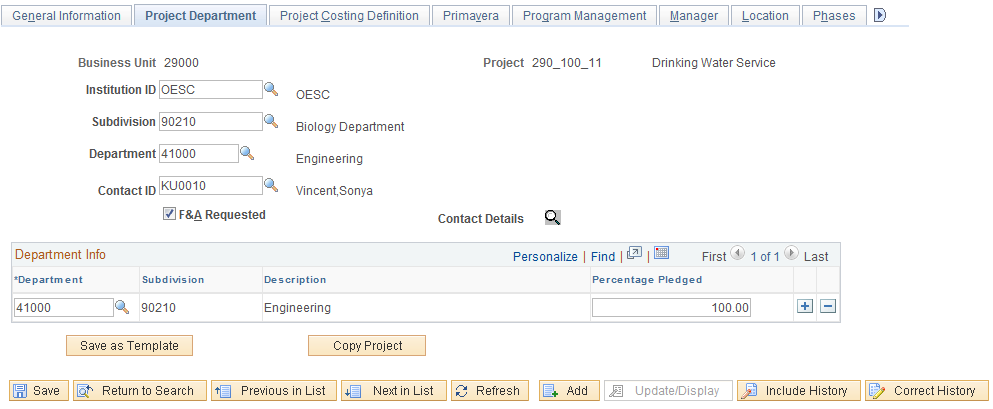 General Information Project Department Project Costing Definition Primavera Program Management Manager Location Phases
Business Unit 29000 Project 290_100_11 Drinking Water Service
Institution ID OESC OESC
Subdivision 90210 Biology Department
Department 41000 Engineering
Contact ID KU0010 Vincent,Sonya
F&A Requested Contact Details
Department Info Personalize | Find | | First 1 of 1 Last
*Department Subdivision Description Percentage Pledged
41000 90210 Engineering 100.00
Save as Template Copy Project
Save Return to Search Previous in List Next in List Refresh Add Update/Display Include History Correct History